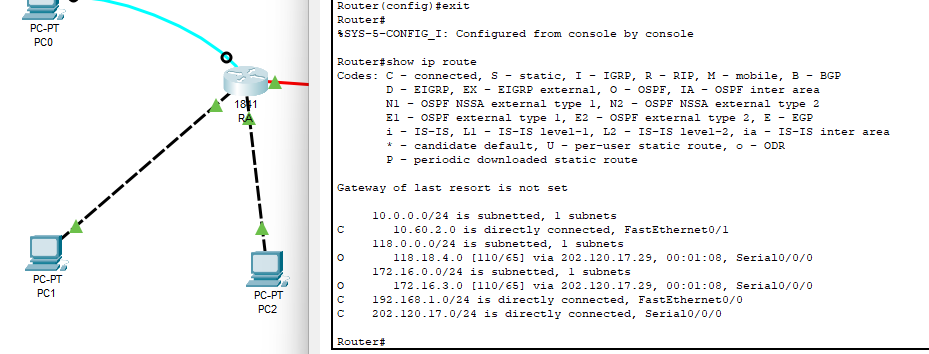 PC-PT
PC0
1841
RA
PC-PT
PC1
PC-PT
PC2
Router(config)#exit
Router#
%SYS-5-CONFIG_I: Configured from console by console
Router#show ip route
Codes: C - connected, S - static, I - IGRP, R - RIP, M - mobile, B - BGP
D - EIGRP, EX - EIGRP external, O - OSPF, IA - OSPF inter area
N1 - OSPF NSSA external type 1, N2 - OSPF NSSA external type 2
E1 - OSPF external type 1, E2 - OSPF external type 2, E - EGP
i - IS-IS, L1 - IS-IS level-1, L2 - IS-IS level-2, ia - IS-IS inter area
* - candidate default, U - per-user static route, o - ODR
P - periodic downloaded static route
Gateway of last resort is not set
10.0.0.0/24 is subnetted, 1 subnets
C 10.60.2.0 is directly connected, FastEthernet0/1
118.0.0.0/24 is subnetted, 1 subnets
O 118.18.4.0 [110/65] via 202.120.17.29, 00:01:08, Serial0/0/0
172.16.0.0/24 is subnetted, 1 subnets
O 172.16.3.0 [110/65] via 202.120.17.29, 00:01:08, Serial0/0/0
C 192.168.1.0/24 is directly connected, FastEthernet0/0
C 202.120.17.0/24 is directly connected, Serial0/0/0
Router#